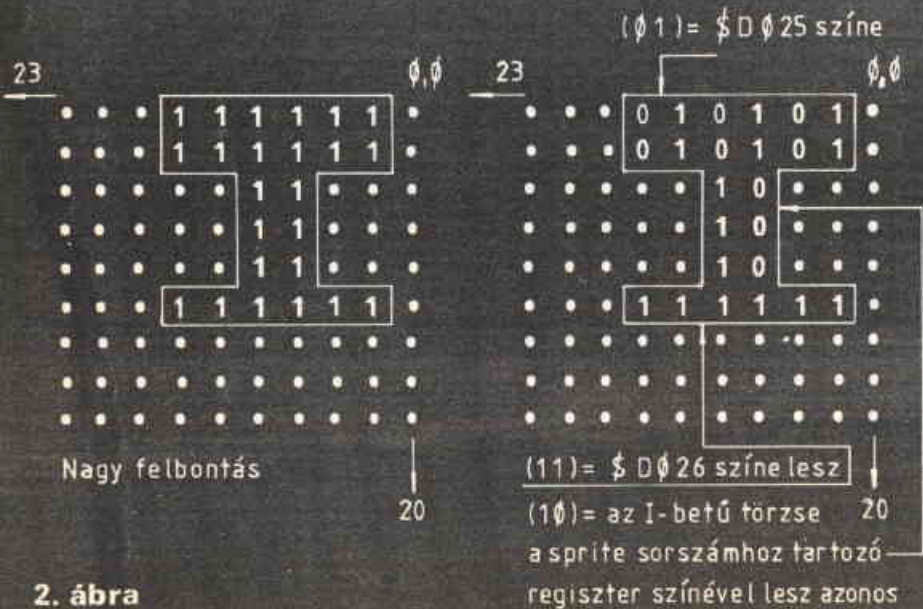 (Ø1)= $DØ25 színe
23 Ø,Ø 23 Ø,Ø
1 1 1 1 1 1 0 1 0 1 0 1
1 1 1 1 1 1 0 1 0 1 0 1
1 1 1 0
1 1 1 0
1 1 1 0
1 1 1 1 1 1 1 1 1 1 1 1
Nagy felbontás
20
(11)= $DØ26 színe lesz
(1Ø)= az I-betű törzse
20
a sprite sorszámhoz tartozó
regiszter színével lesz azonos
2. ábra